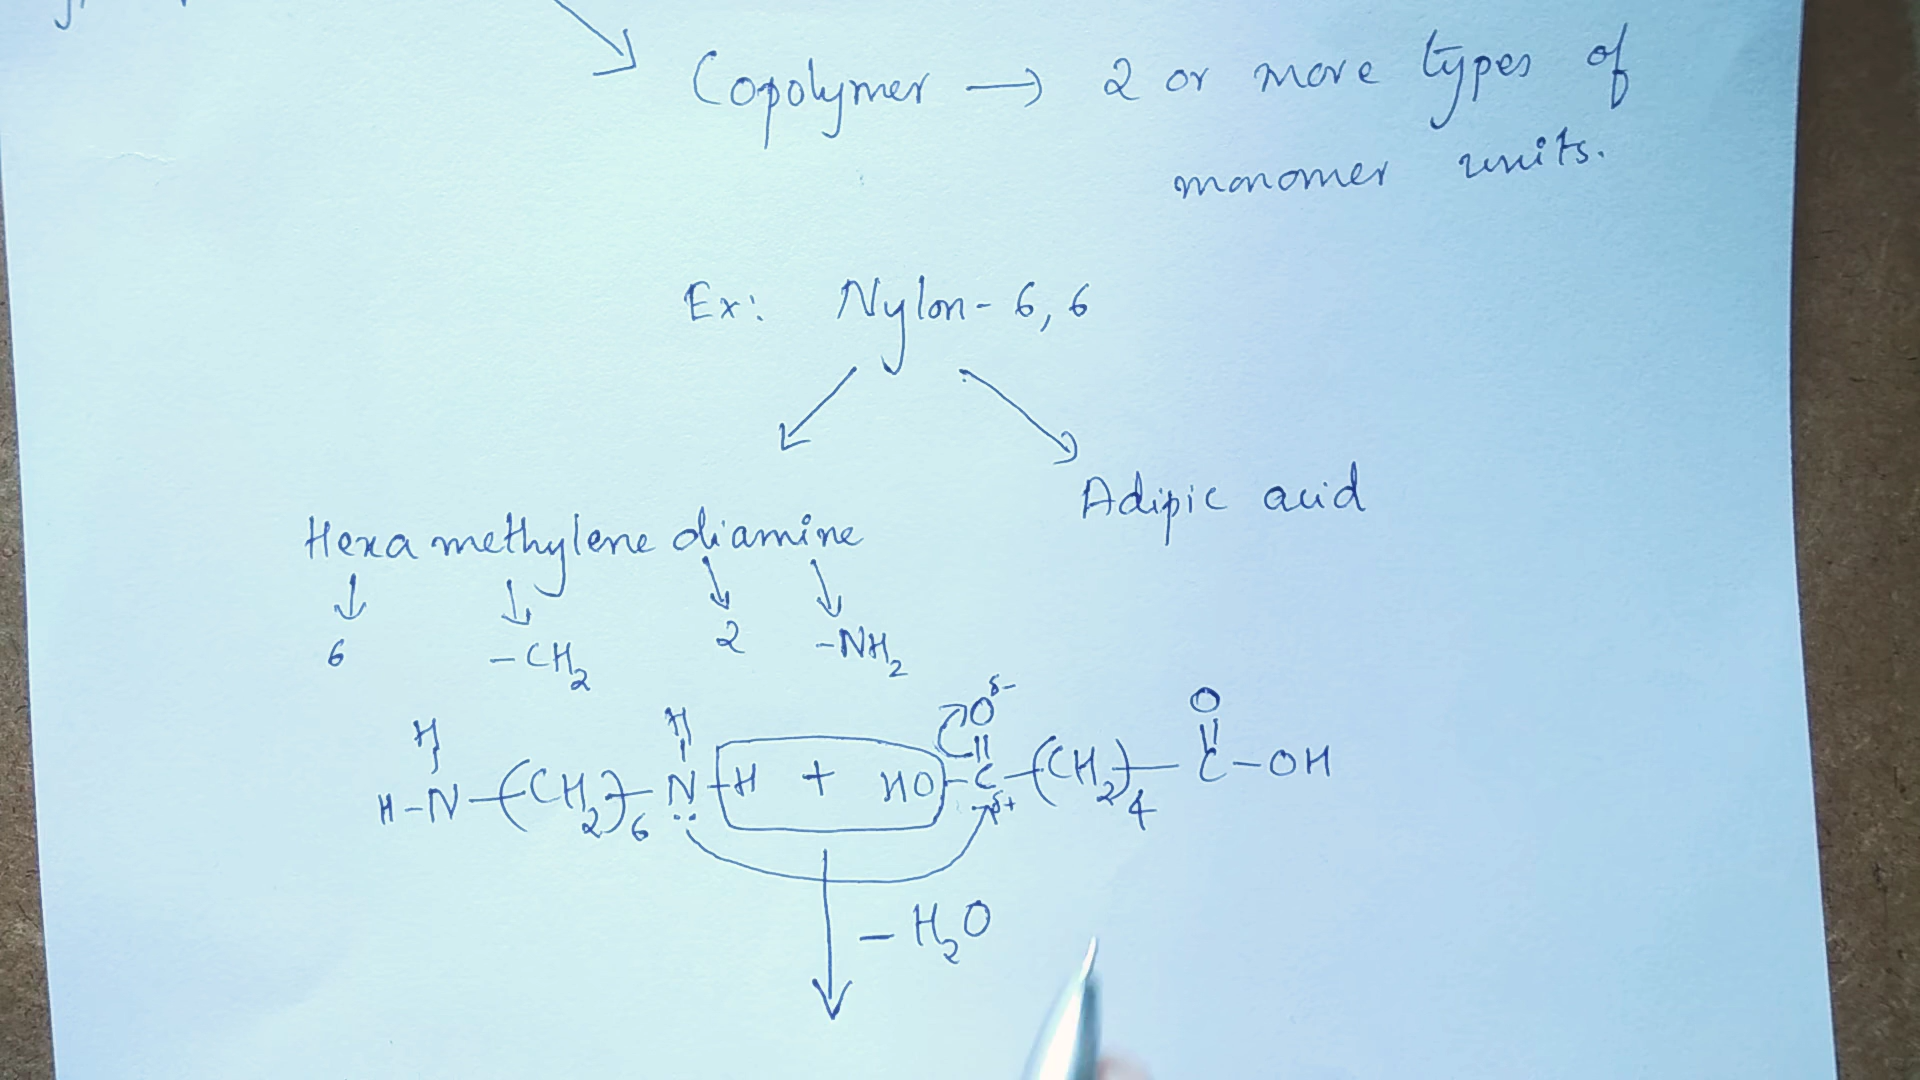 Copolymer → 2 or more types of
monomer units.
Ex: Nylon-6,6
Adipic acid
Hexa methylene diamine
6 -CH2 2 -NH2
H H O δ- O
H-N-(CH2)6-N-H + HO-C-(CH2)4-C-OH
δ+
- H2O